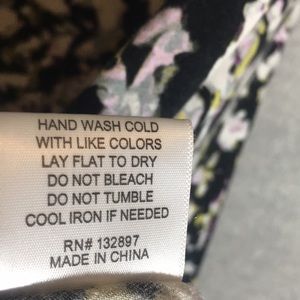 HAND WASH COLD
WITH LIKE COLORS
LAY FLAT TO DRY
DO NOT BLEACH
DO NOT TUMBLE
COOL IRON IF NEEDED
RN# 132897
MADE IN CHINA